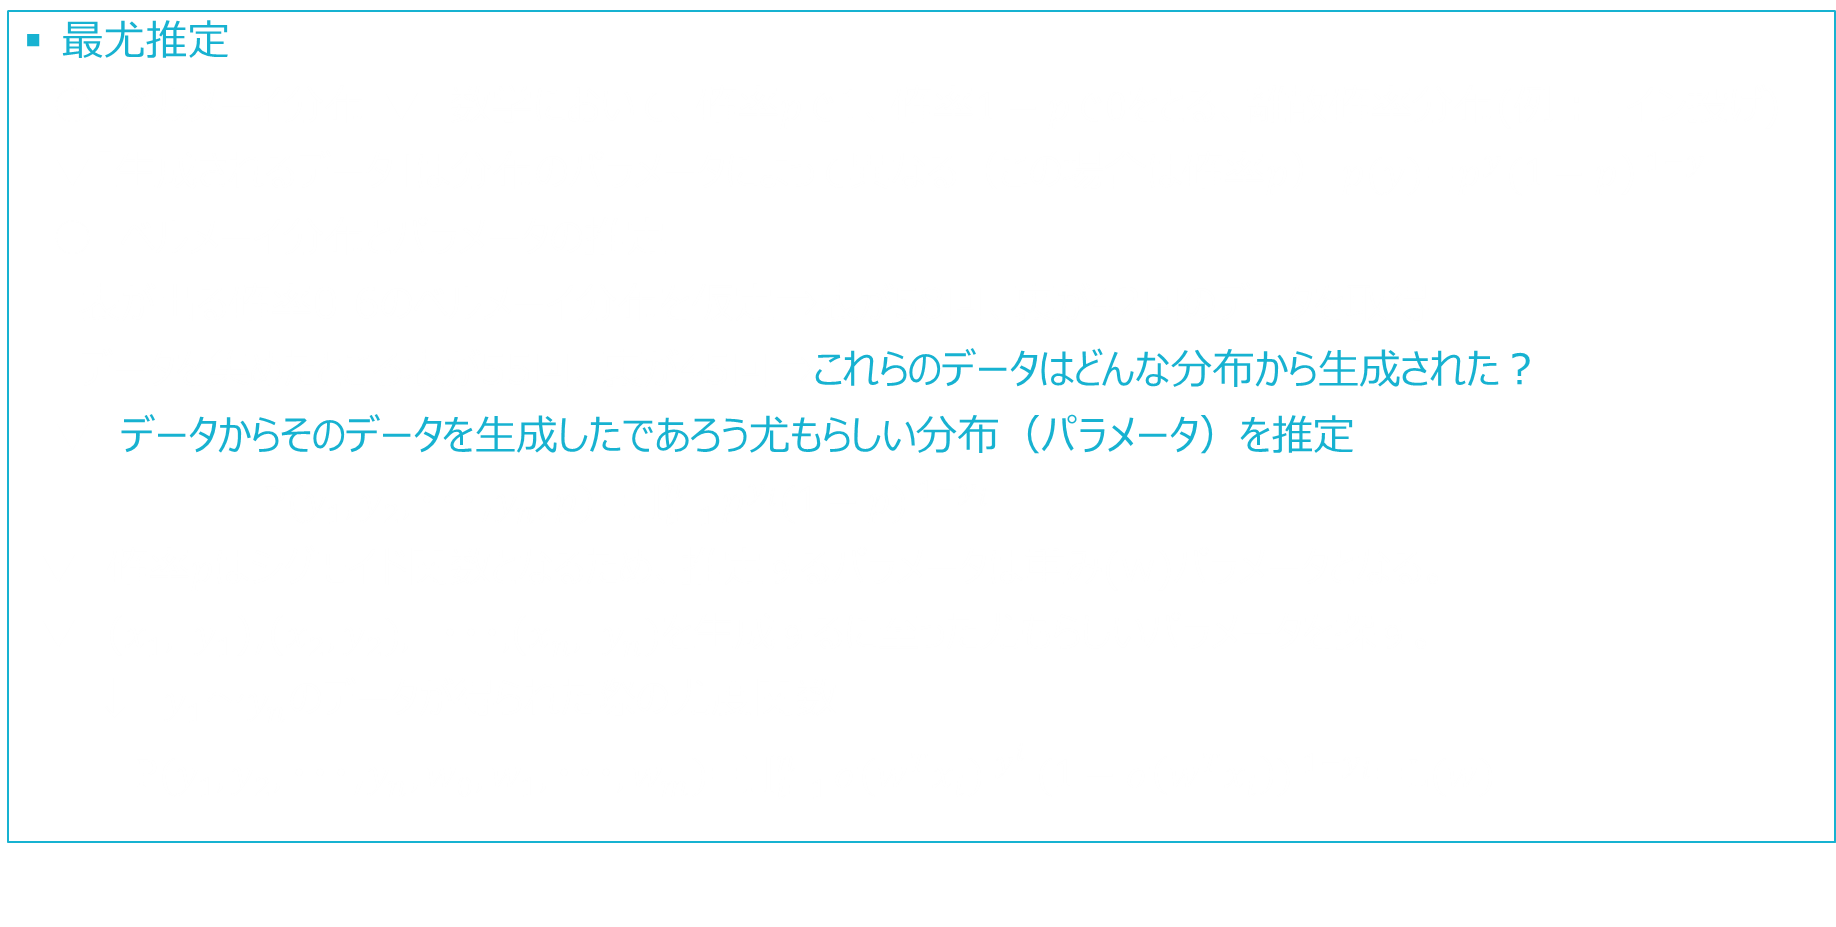 ▪ 最尤推定
これらのデータはどんな分布から生成された？
データからそのデータを生成したであろう尤もらしい分布（パラメータ）を推定